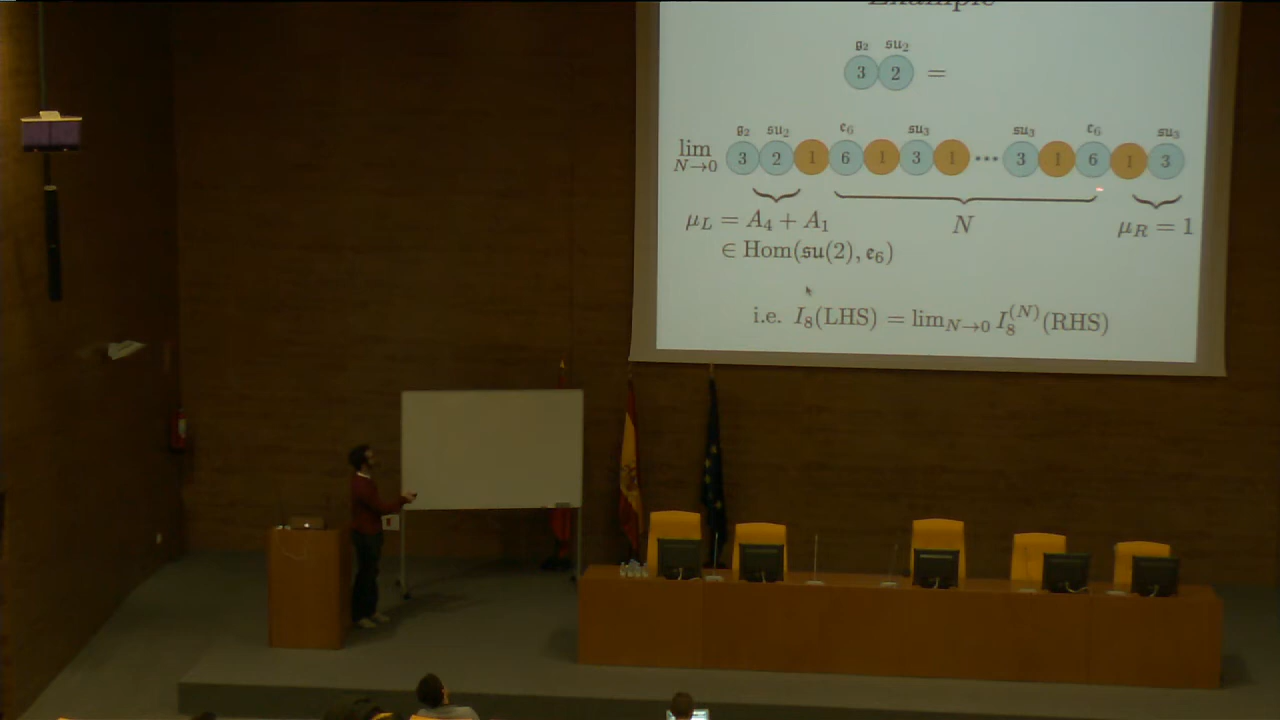 Example
𝔤₂ 𝔰𝔲₂
3 2 =
𝔤₂ 𝔰𝔲₂ 𝔢₆ 𝔰𝔲₃ 𝔰𝔲₃ 𝔢₆ 𝔰𝔲₃
lim N→0 3 2 1 6 1 3 1 ••• 3 1 6 1 3
μ_L = A₄ + A₁ N μ_R = 1
∈ Hom(𝔰𝔲(2), 𝔢₆)
i.e. I₈(LHS) = lim_{N→0} I₈^{(N)}(RHS)